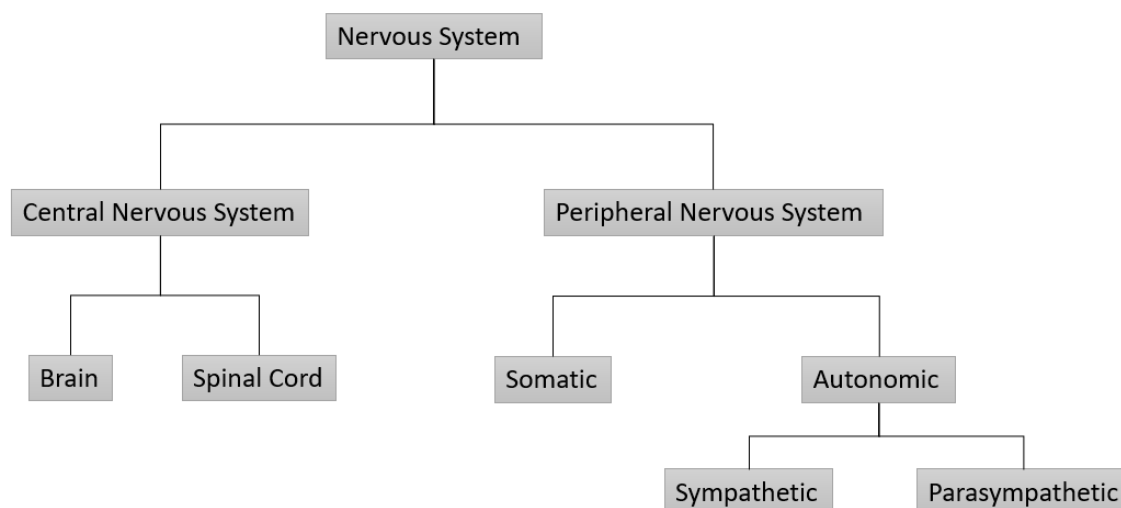 Nervous System
Central Nervous System
Peripheral Nervous System
Brain
Spinal Cord
Somatic
Autonomic
Sympathetic
Parasympathetic